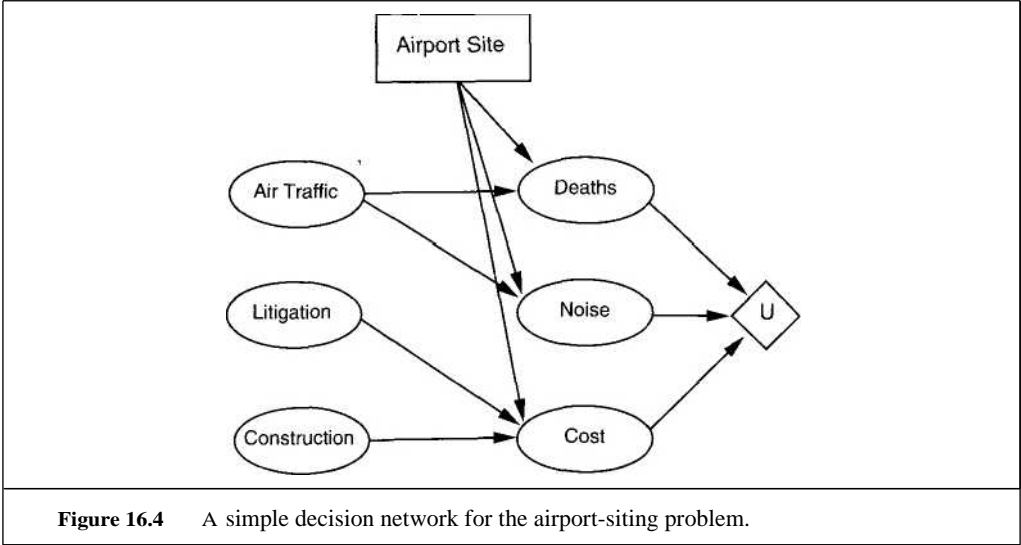 Airport Site
Air Traffic
Deaths
Litigation
Noise
U
Construction
Cost
Figure 16.4 A simple decision network for the airport-siting problem.